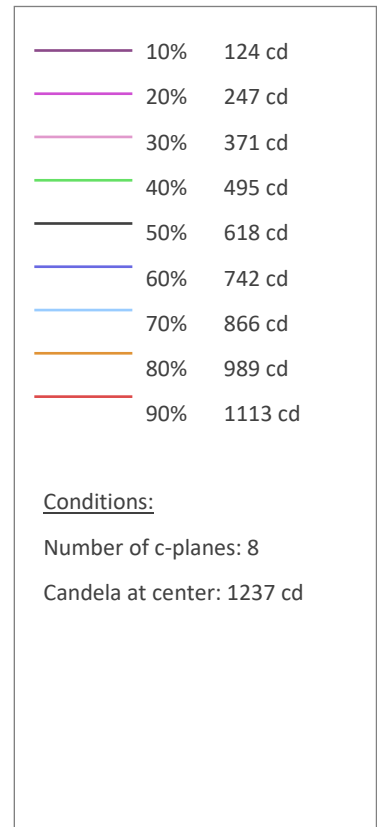 10% 124 cd
20% 247 cd
30% 371 cd
40% 495 cd
50% 618 cd
60% 742 cd
70% 866 cd
80% 989 cd
90% 1113 cd
Conditions:
Number of c-planes: 8
Candela at center: 1237 cd